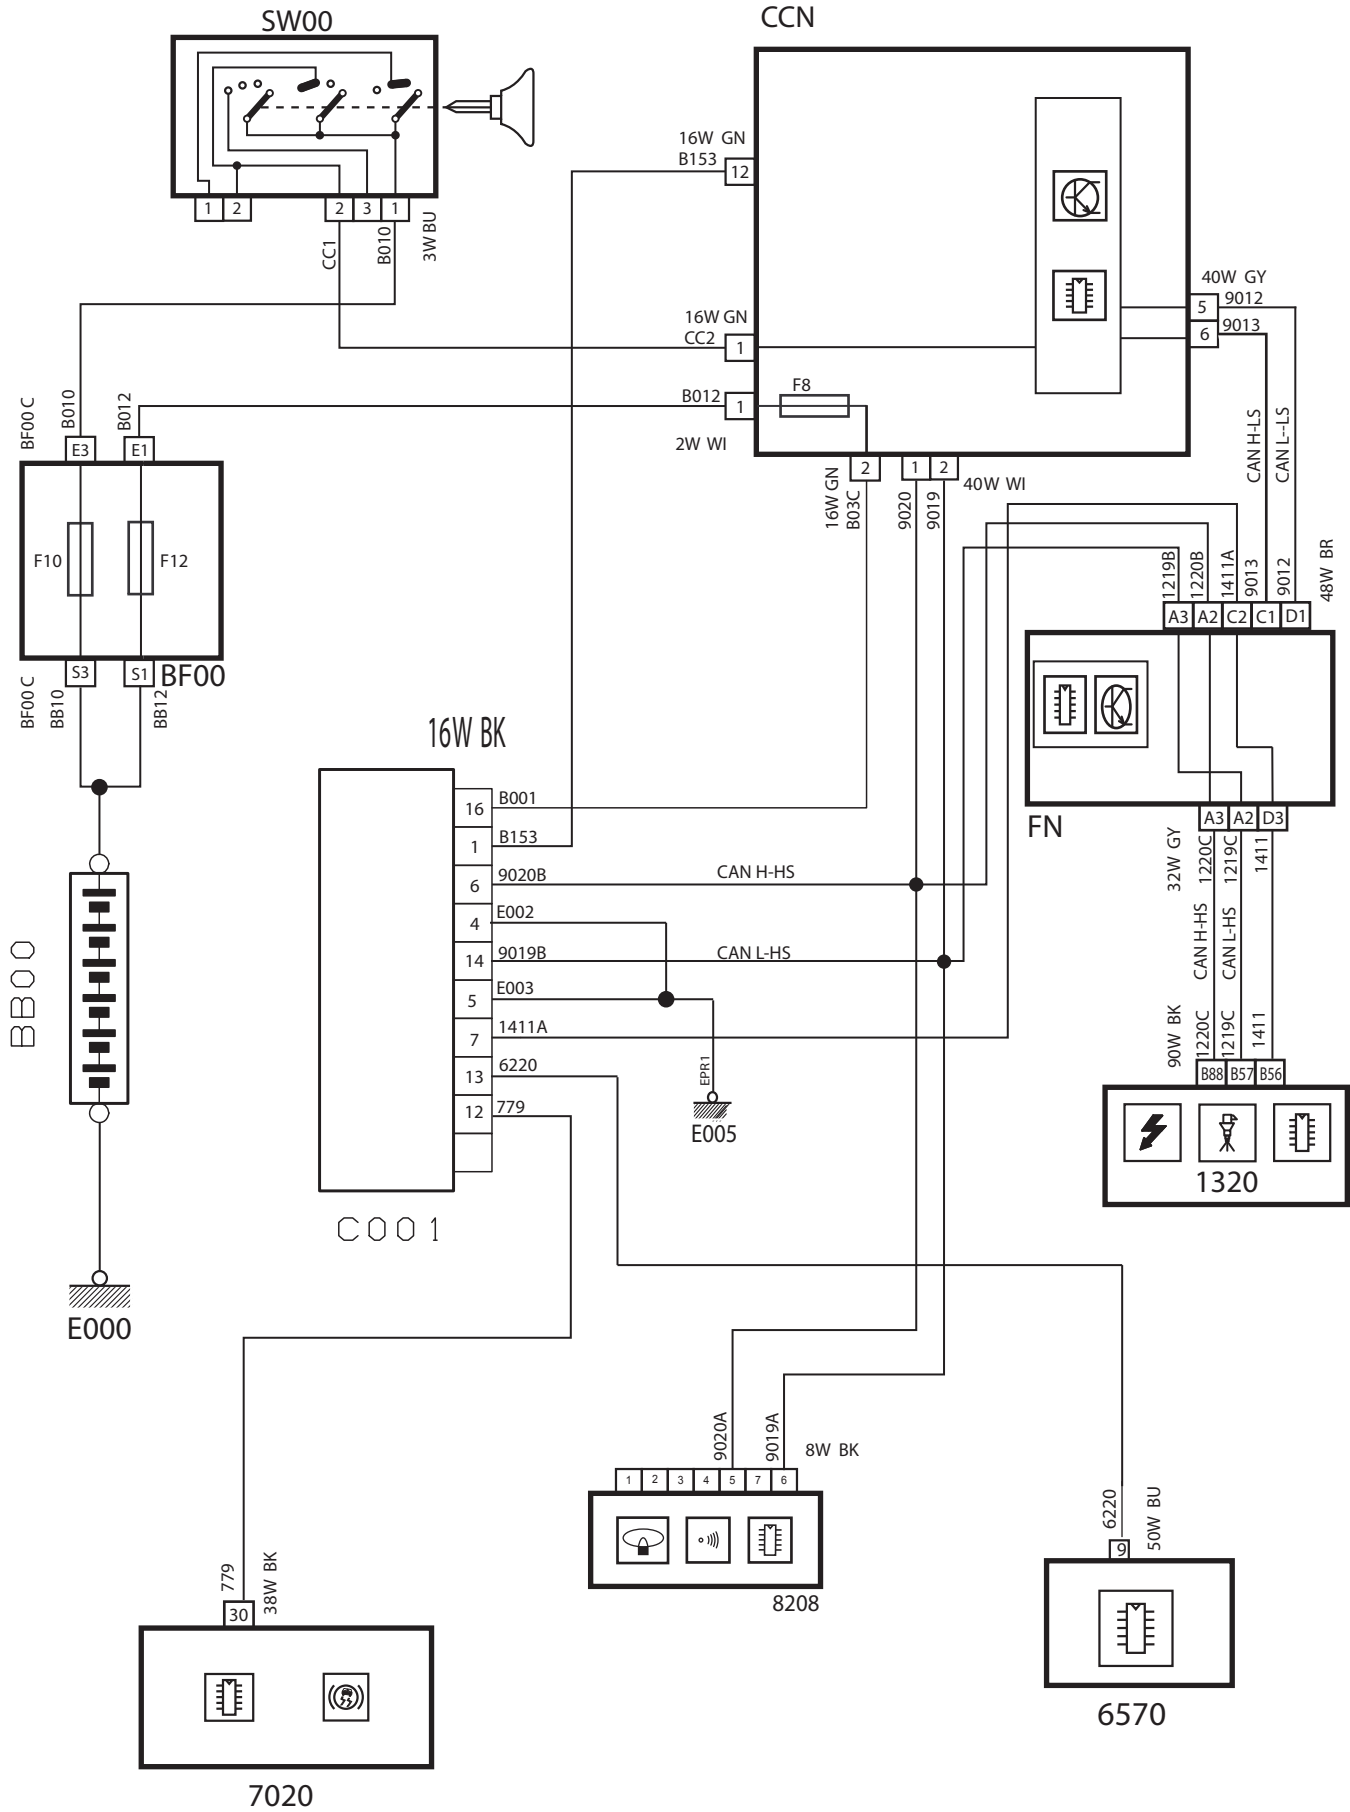 SW00
CCN
1
2
2
3
1
CC1
B010
3W BU
16W GN
B153
12
16W GN
CC2
1
B012
1
F8
2W WI
40W GY
5
9012
6
9013
CAN H-LS
CAN L--LS
2
1
2
40W WI
16W GN
B03C
9020
9019
BF00 C
B010
B012
E3
E1
F10
F12
S3
S1
BF00
BF00 C
BB10
BB12
1219B
1220B
1411A
9013
9012
48W BR
A3
A2
C2
C1
D1
FN
A3
A2
D3
32W GY
1220C
1219C
1411
CAN H-HS
CAN L-HS
90W BK
1220C
1219C
1411
B88
B57
B56
1320
16W BK
16
B001
1
B153
6
9020B
CAN H-HS
4
E002
14
9019B
CAN L-HS
5
E003
7
1411A
13
6220
12
779
C001
EPR1
E005
BB00
E000
9020A
9019A
8W BK
1
2
3
4
5
7
6
8208
6220
50W BU
9
6570
779
38W BK
30
7020